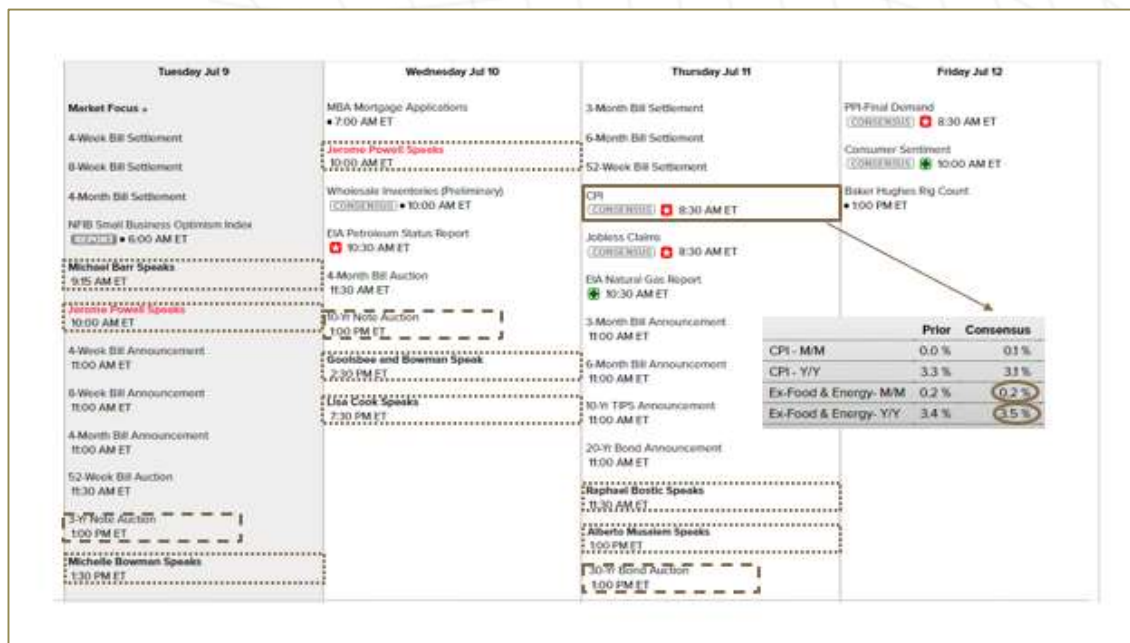 Tuesday Jul 9
Market Focus »
4-Week Bill Settlement
8-Week Bill Settlement
4-Month Bill Settlement
NFIB Small Business Optimism Index
REPORT • 6:00 AM ET
Michael Barr Speaks
9:15 AM ET
Jerome Powell Speaks
10:00 AM ET
4-Week Bill Announcement
11:00 AM ET
8-Week Bill Announcement
11:00 AM ET
4-Month Bill Announcement
11:00 AM ET
52-Week Bill Auction
11:30 AM ET
3-Yr Note Auction
1:00 PM ET
Michelle Bowman Speaks
1:30 PM ET
Wednesday Jul 10
MBA Mortgage Applications
• 7:00 AM ET
Jerome Powell Speaks
10:00 AM ET
Wholesale Inventories (Preliminary)
CONSENSUS • 10:00 AM ET
EIA Petroleum Status Report
10:30 AM ET
4-Month Bill Auction
11:30 AM ET
10-Yr Note Auction
1:00 PM ET
Goolsbee and Bowman Speak
2:30 PM ET
Lisa Cook Speaks
7:30 PM ET
Thursday Jul 11
3-Month Bill Settlement
6-Month Bill Settlement
52-Week Bill Settlement
CPI
CONSENSUS 8:30 AM ET
Jobless Claims
CONSENSUS 8:30 AM ET
EIA Natural Gas Report
10:30 AM ET
3-Month Bill Announcement
11:00 AM ET
6-Month Bill Announcement
11:00 AM ET
10-Yr TIPS Announcement
11:00 AM ET
20-Yr Bond Announcement
11:00 AM ET
Raphael Bostic Speaks
11:30 AM ET
Alberto Musalem Speaks
1:00 PM ET
30-Yr Bond Auction
1:00 PM ET
Friday Jul 12
PPI-Final Demand
CONSENSUS 8:30 AM ET
Consumer Sentiment
CONSENSUS 10:00 AM ET
Baker Hughes Rig Count
• 1:00 PM ET
Prior Consensus
CPI - M/M 0.0 % 0.1 %
CPI - Y/Y 3.3 % 3.1 %
Ex-Food & Energy- M/M 0.2 % 0.2 %
Ex-Food & Energy- Y/Y 3.4 % 3.5 %